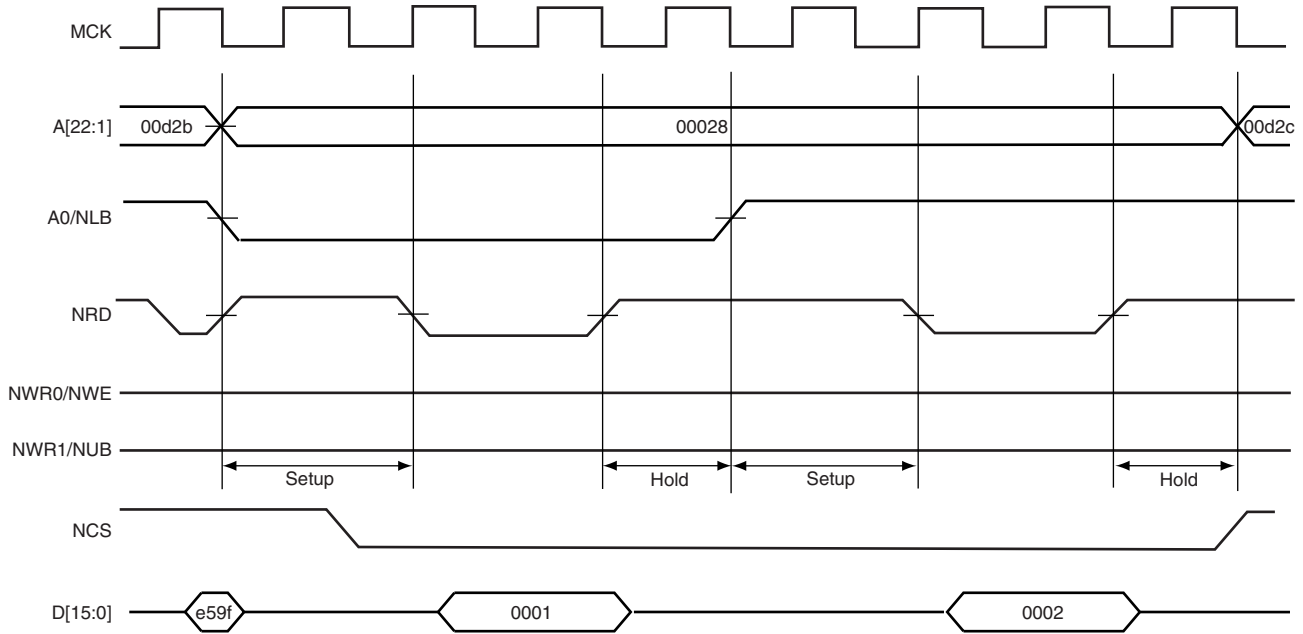 MCK
A[22:1] 00d2b 00028 00d2c
A0/NLB
NRD
NWR0/NWE
NWR1/NUB
Setup Hold Setup Hold
NCS
D[15:0] e59f 0001 0002